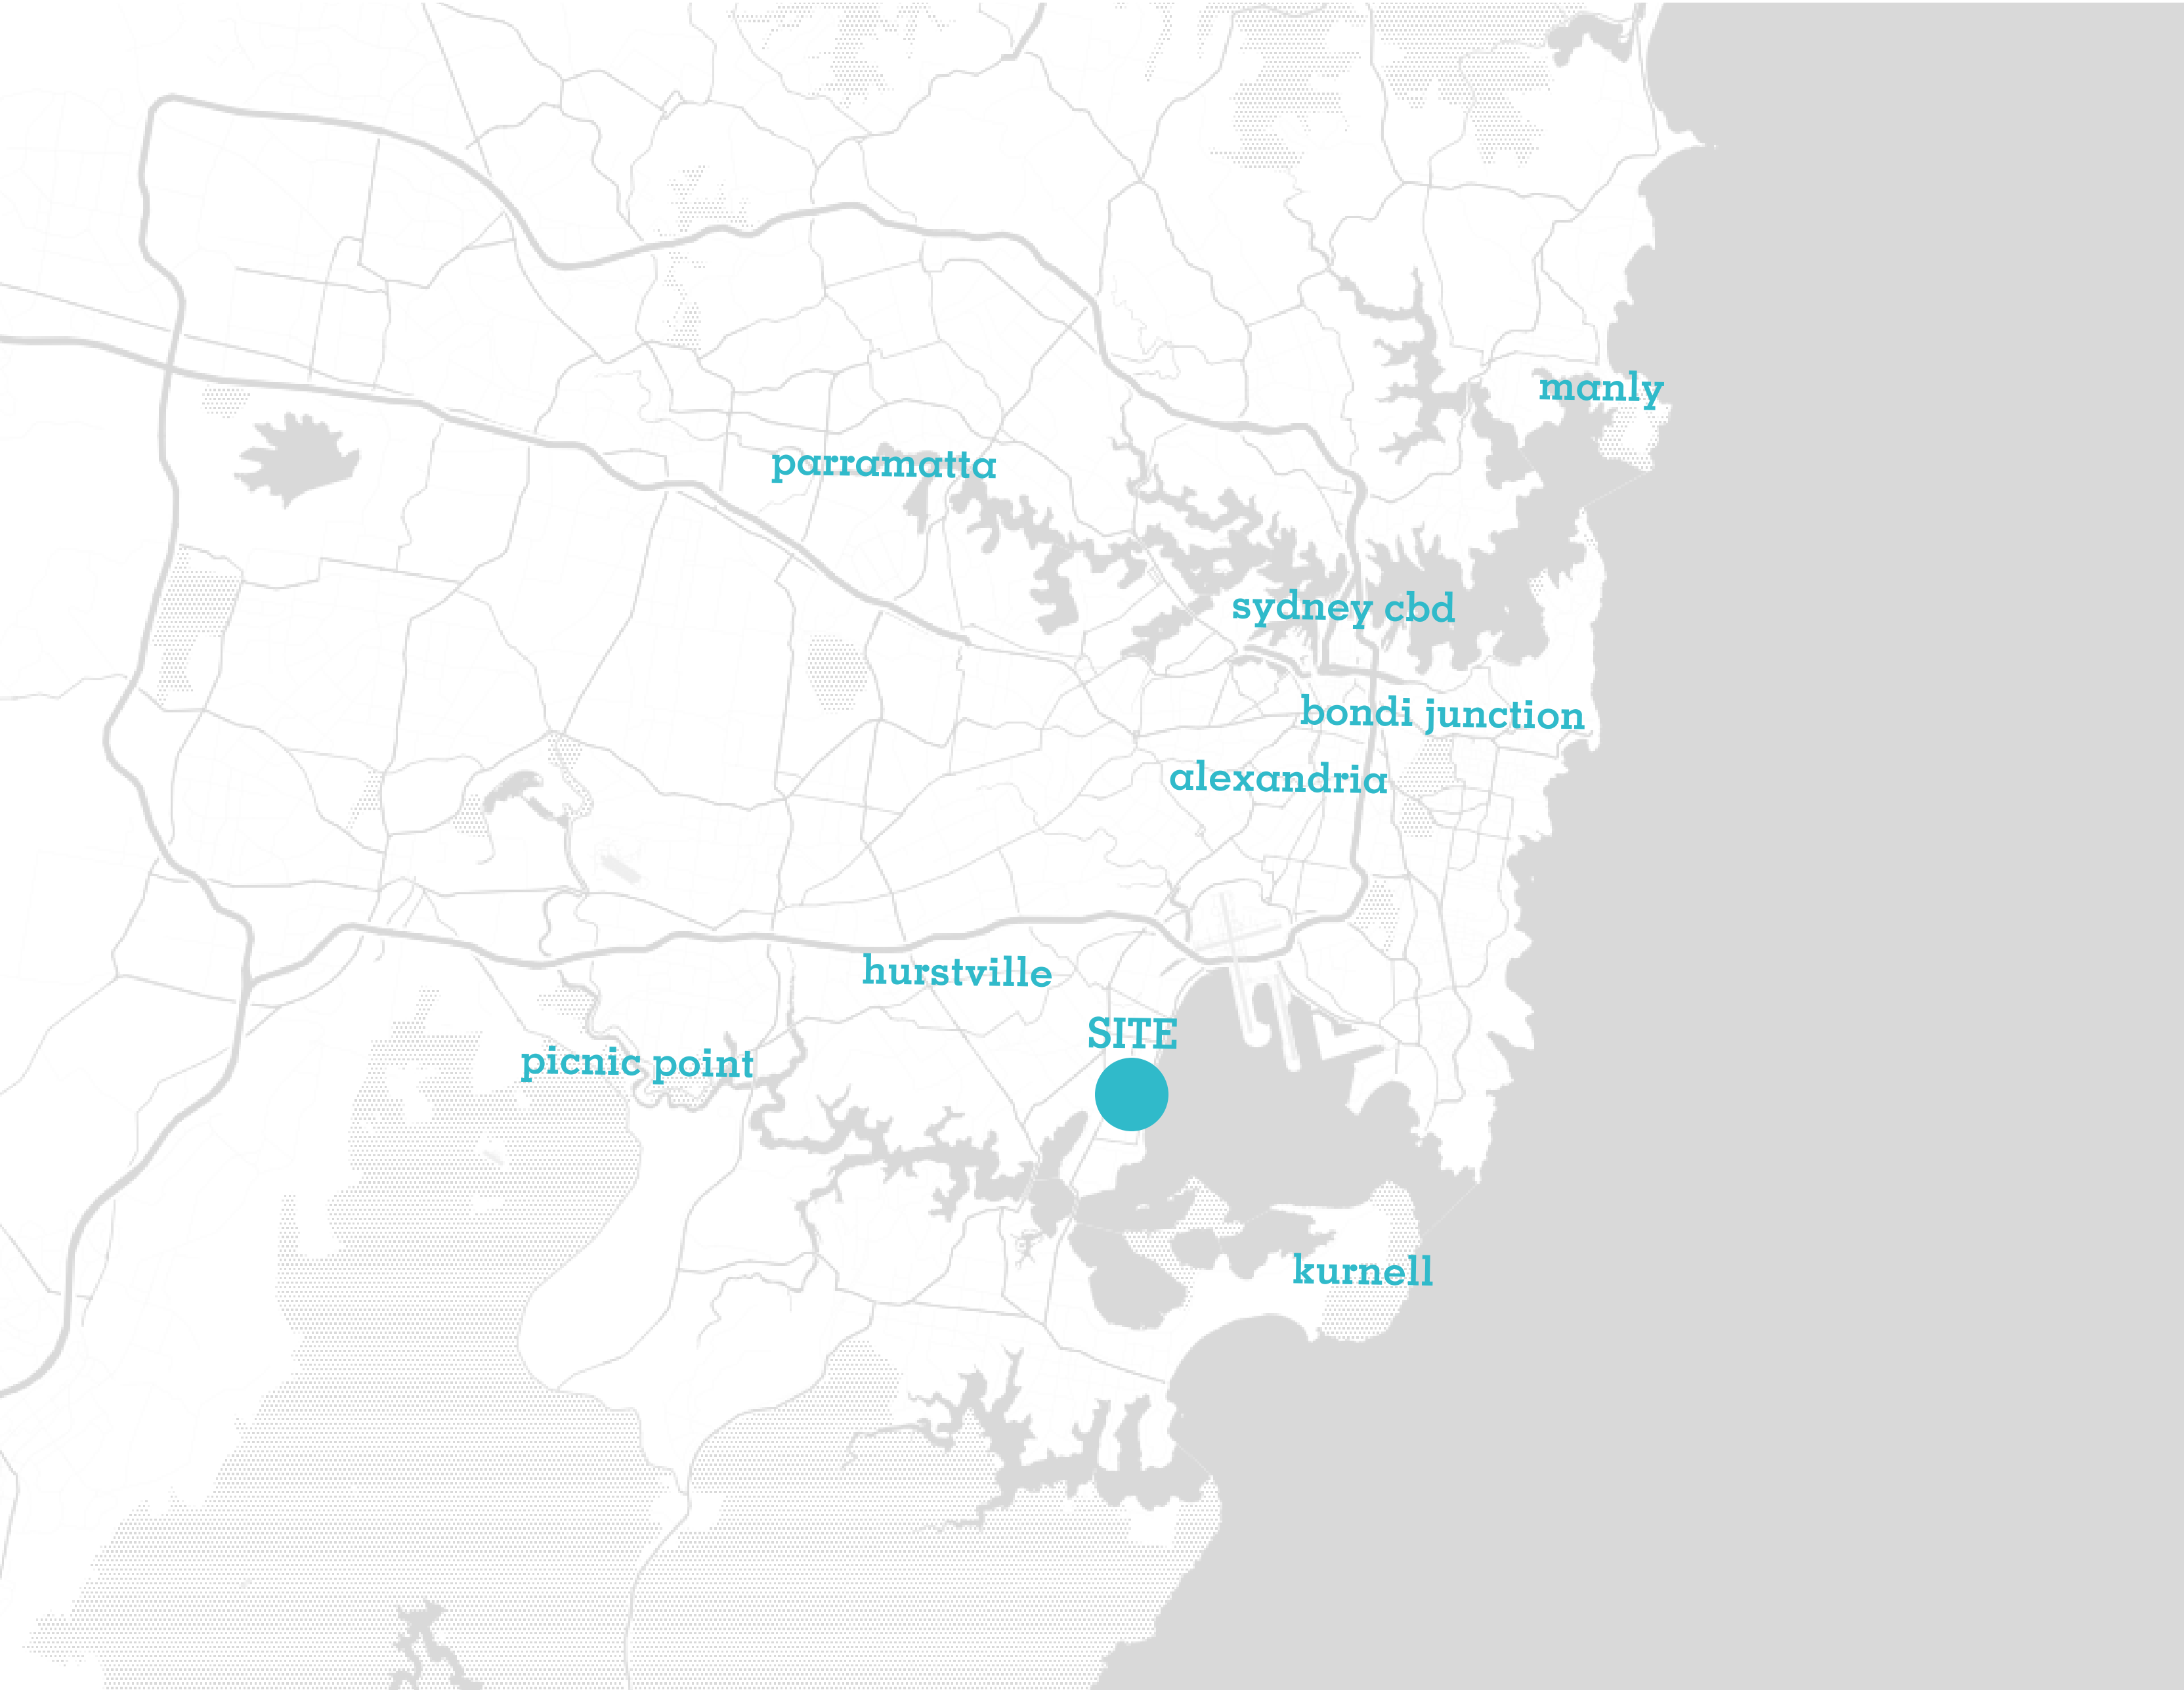 manly
parramatta
sydney cbd
bondi junction
alexandria
hurstville
SITE
picnic point
kurnell